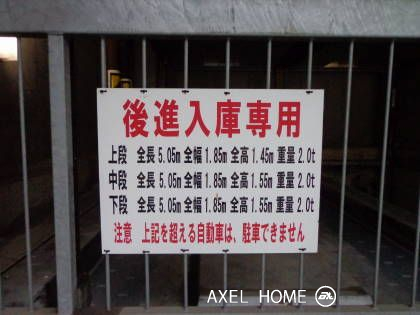 後進入庫専用
上段 全長 5.05m 全幅 1.85m 全高 1.45m 重量 2.0t
中段 全長 5.05m 全幅 1.85m 全高 1.55m 重量 2.0t
下段 全長 5.05m 全幅 1.85m 全高 1.55m 重量 2.0t
注意 上記を超える自動車は、駐車できません
AXEL HOME